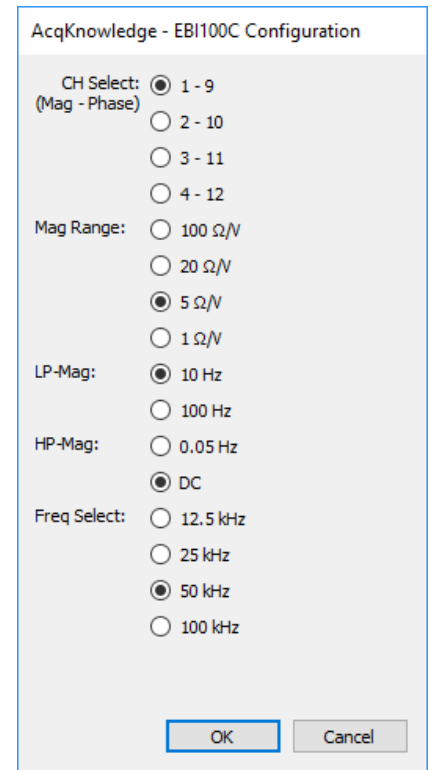 AcqKnowledge - EBI100C Configuration
CH Select: 1 - 9
(Mag - Phase)
2 - 10
3 - 11
4 - 12
Mag Range: 100 Ω/V
20 Ω/V
5 Ω/V
1 Ω/V
LP-Mag: 10 Hz
100 Hz
HP-Mag: 0.05 Hz
DC
Freq Select: 12.5 kHz
25 kHz
50 kHz
100 kHz
OK Cancel